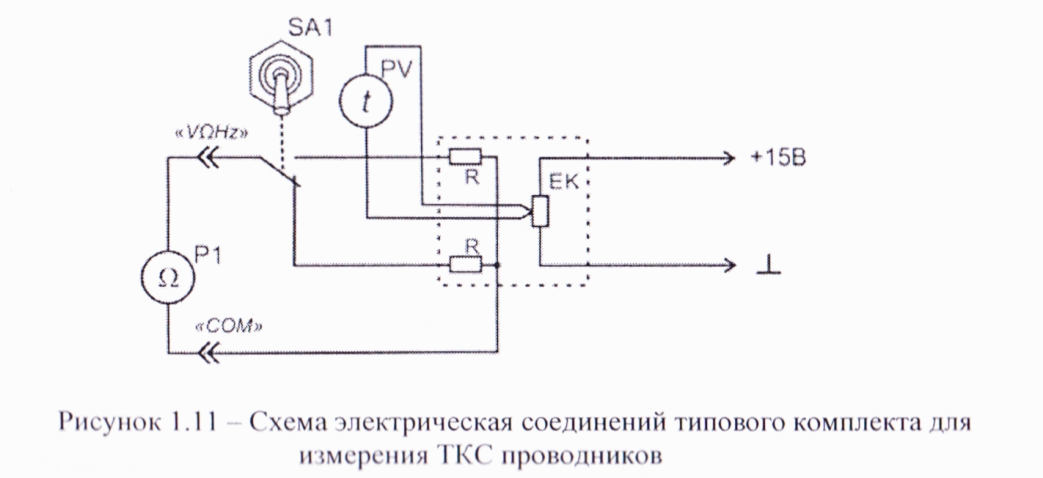 SA1
PV
t
«VΩHz»
+15В
R
EK
P1
Ω
R
⊥
«COM»
Рисунок 1.11 – Схема электрическая соединений типового комплекта для
измерения ТКС проводников